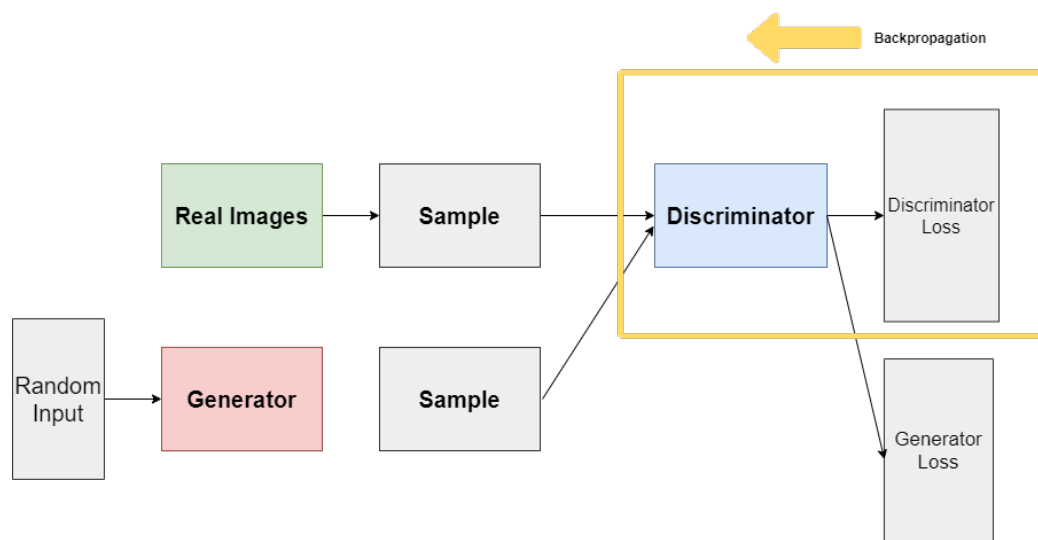 Backpropagation
Real Images
Sample
Discriminator
Discriminator
Loss
Random
Input
Generator
Sample
Generator
Loss